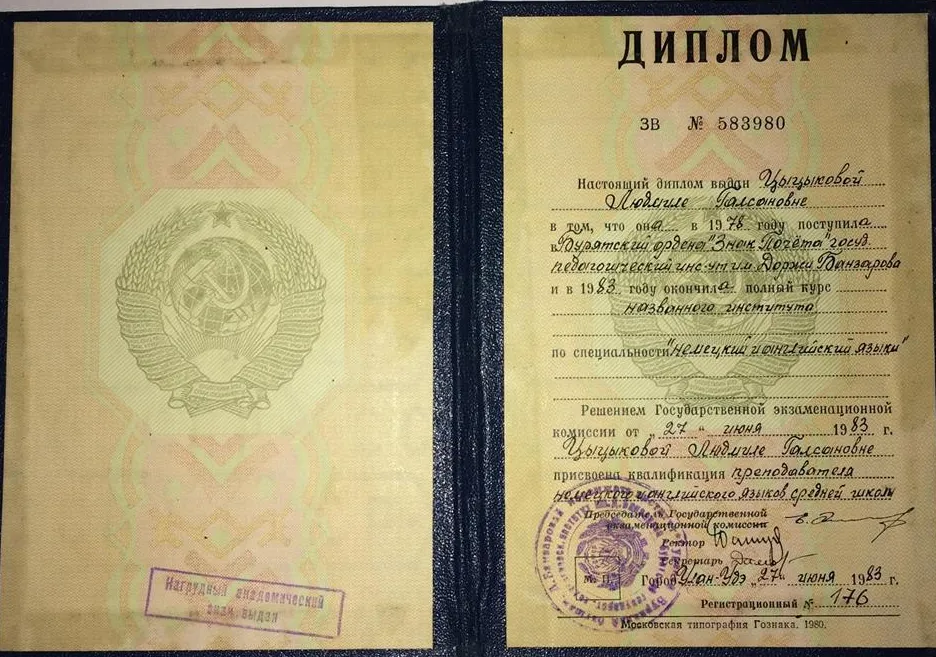 Нагрудный академический
знак выдан
ДИПЛОМ
ЗВ № 583980
Настоящий диплом выдан Цыцыковой
Людмиле Галсановне
в том, что она в 1978 году поступила
в Бурятский ордена "Знак Почёта" госуд.
педагогический инс-ут им. Доржи Банзарова
и в 1983 году окончила полный курс
названного института
по специальности "немецкий и английский языки"
Решением Государственной экзаменационной
комиссии от „27“ июня 1983 г.
Цыцыковой Людмиле Галсановне
присвоена квалификация преподавателя
немецкого и английского языков средней школы
Председатель Государственной
экзаменационной комиссии
Ректор
Секретарь
М. П.
Город Улан-Удэ „27“ июня 1983 г.
Регистрационный № 176
Московская типография Гознака. 1980.